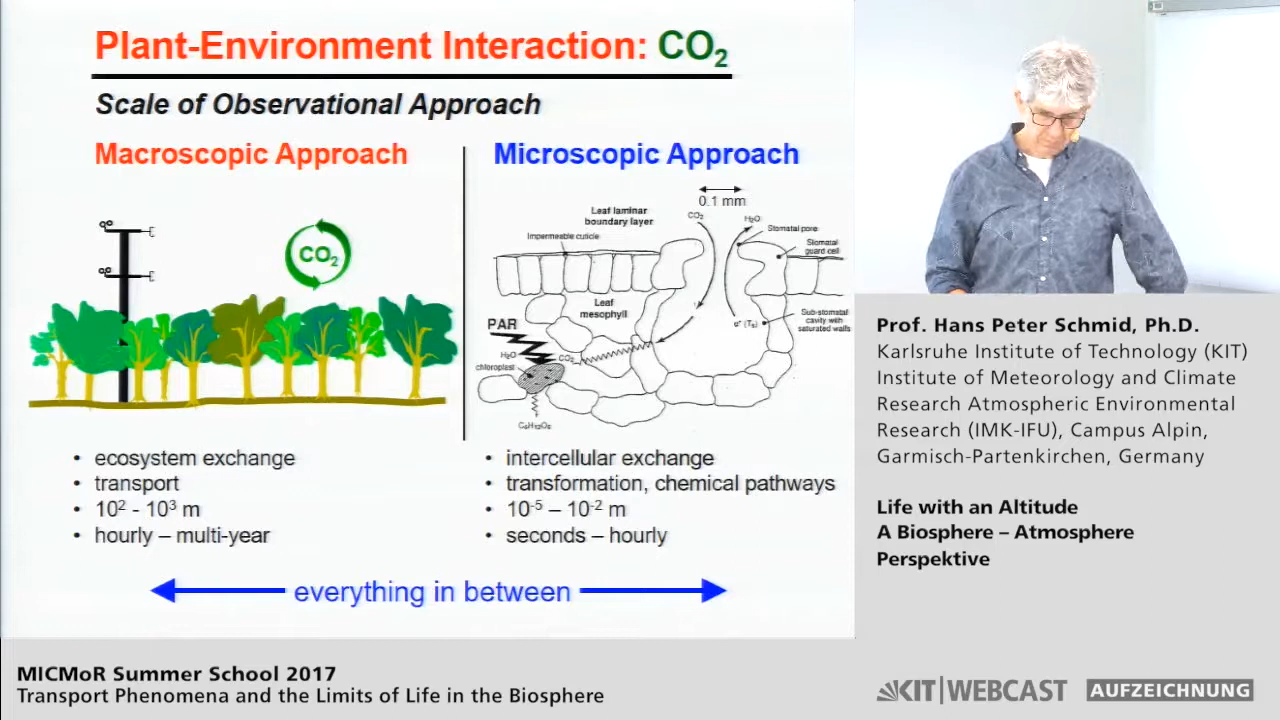 Plant-Environment Interaction: CO₂
Scale of Observational Approach
Macroscopic Approach
CO₂
• ecosystem exchange
• transport
• 10² - 10³ m
• hourly – multi-year
Microscopic Approach
0.1 mm
Leaf laminar
boundary layer
CO₂
H₂O
Stomatal pore
Impermeable cuticle
Stomatal
guard cell
Leaf
mesophyll
PAR
Sub-stomatal
cavity with
saturated walls
H₂O
CO₂
chloroplast
C₆H₁₂O₆
• intercellular exchange
• transformation, chemical pathways
• 10⁻⁵ – 10⁻² m
• seconds – hourly
everything in between
Prof. Hans Peter Schmid, Ph.D.
Karlsruhe Institute of Technology (KIT)
Institute of Meteorology and Climate
Research Atmospheric Environmental
Research (IMK-IFU), Campus Alpin,
Garmisch-Partenkirchen, Germany
Life with an Altitude
A Biosphere – Atmosphere
Perspektive
MICMoR Summer School 2017
Transport Phenomena and the Limits of Life in the Biosphere
KIT|WEBCAST
AUFZEICHNUNG